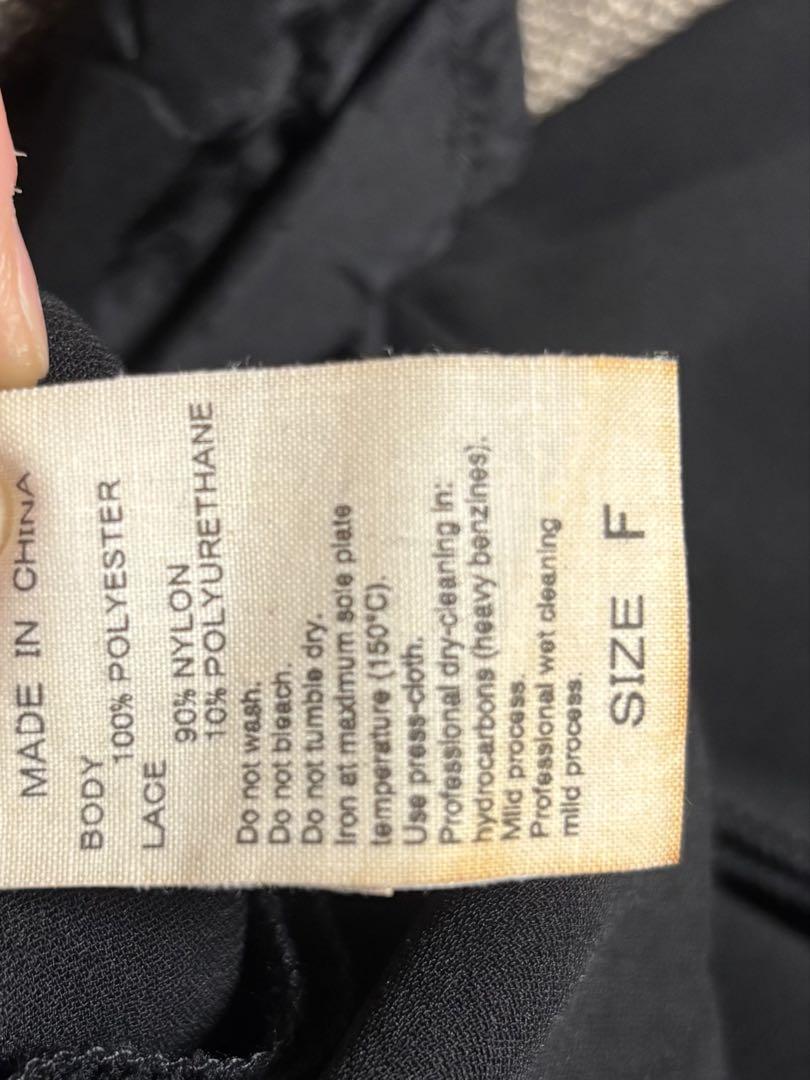 MADE IN CHINA
BODY
100% POLYESTER
LACE
90% NYLON
10% POLYURETHANE
Do not wash.
Do not bleach.
Do not tumble dry.
Iron at maximum sole plate
temperature (150°C).
Use press-cloth.
Professional dry-cleaning in:
hydrocarbons (heavy benzines).
Mild process.
Professional wet cleaning
mild process.
SIZE F